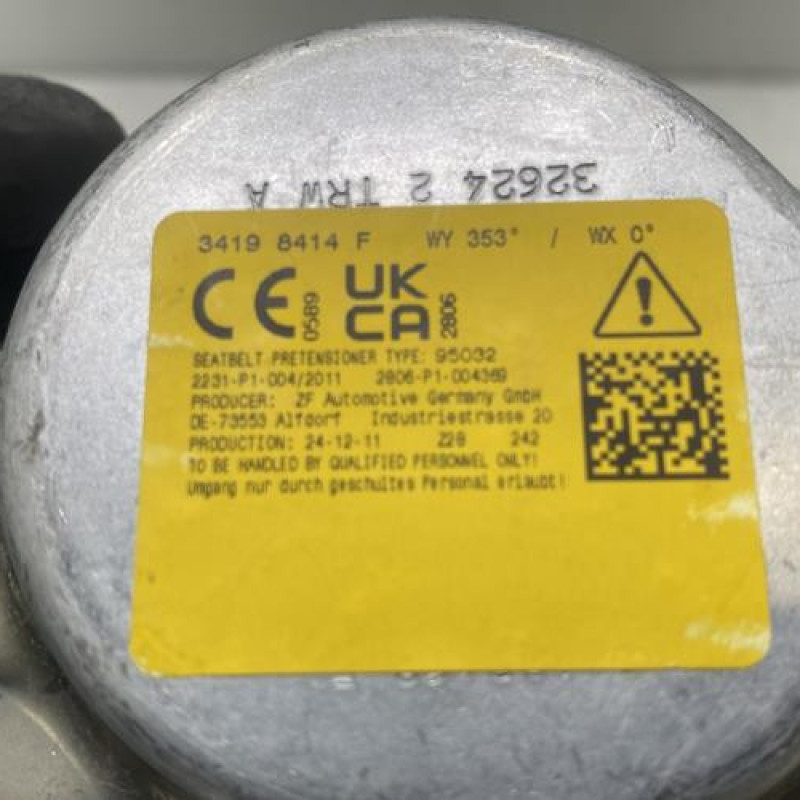 32624 2 TRW A
3419 8414 F WY 353° / WX 0°
CE 0589 UK CA 2806
SEATBELT PRETENSIONER TYPE: 95032
2231-P1-004/2011 2806-P1-004369
PRODUCER: ZF Automotive Germany GmbH
DE-73553 Alfdorf Industriestrasse 20
PRODUCTION: 24-12-11 Z28 242
TO BE HANDLED BY QUALIFIED PERSONNEL ONLY!
Umgang nur durch geschultes Personal erlaubt!